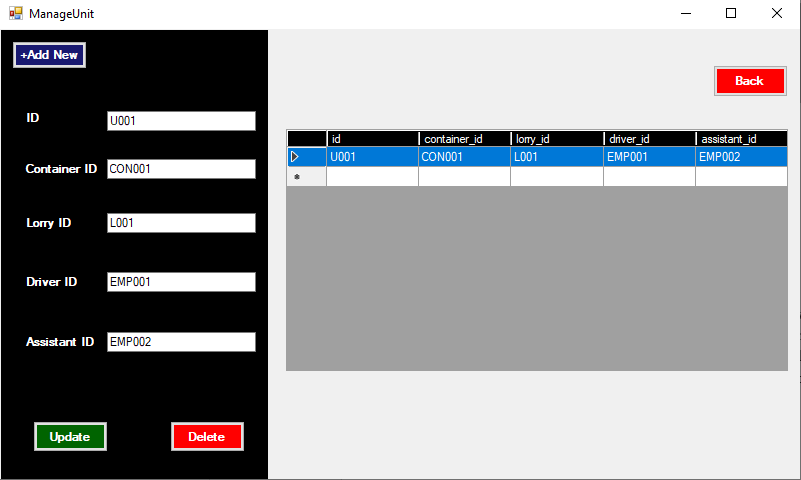 ManageUnit
+Add New
Back
ID U001
Container ID CON001
Lorry ID L001
Driver ID EMP001
Assistant ID EMP002
Update Delete
id container_id lorry_id driver_id assistant_id
U001 CON001 L001 EMP001 EMP002
*